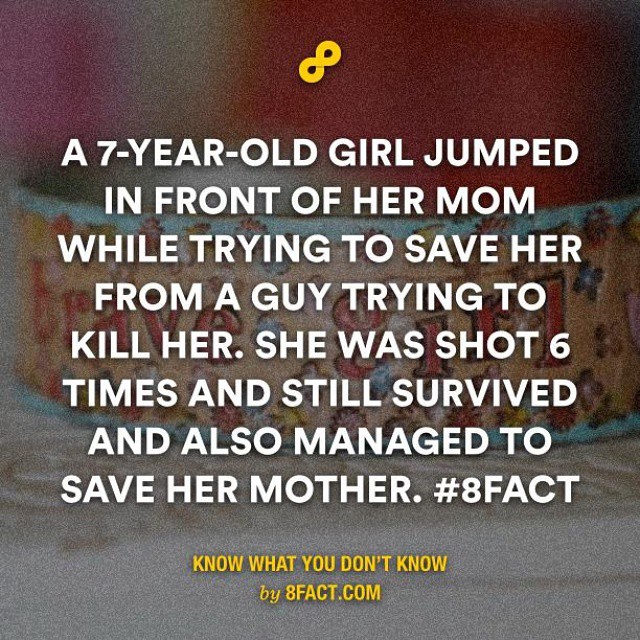 A 7-YEAR-OLD GIRL JUMPED
IN FRONT OF HER MOM
WHILE TRYING TO SAVE HER
FROM A GUY TRYING TO
KILL HER. SHE WAS SHOT 6
TIMES AND STILL SURVIVED
AND ALSO MANAGED TO
SAVE HER MOTHER. #8FACT
KNOW WHAT YOU DON'T KNOW
by 8FACT.COM
brave girl